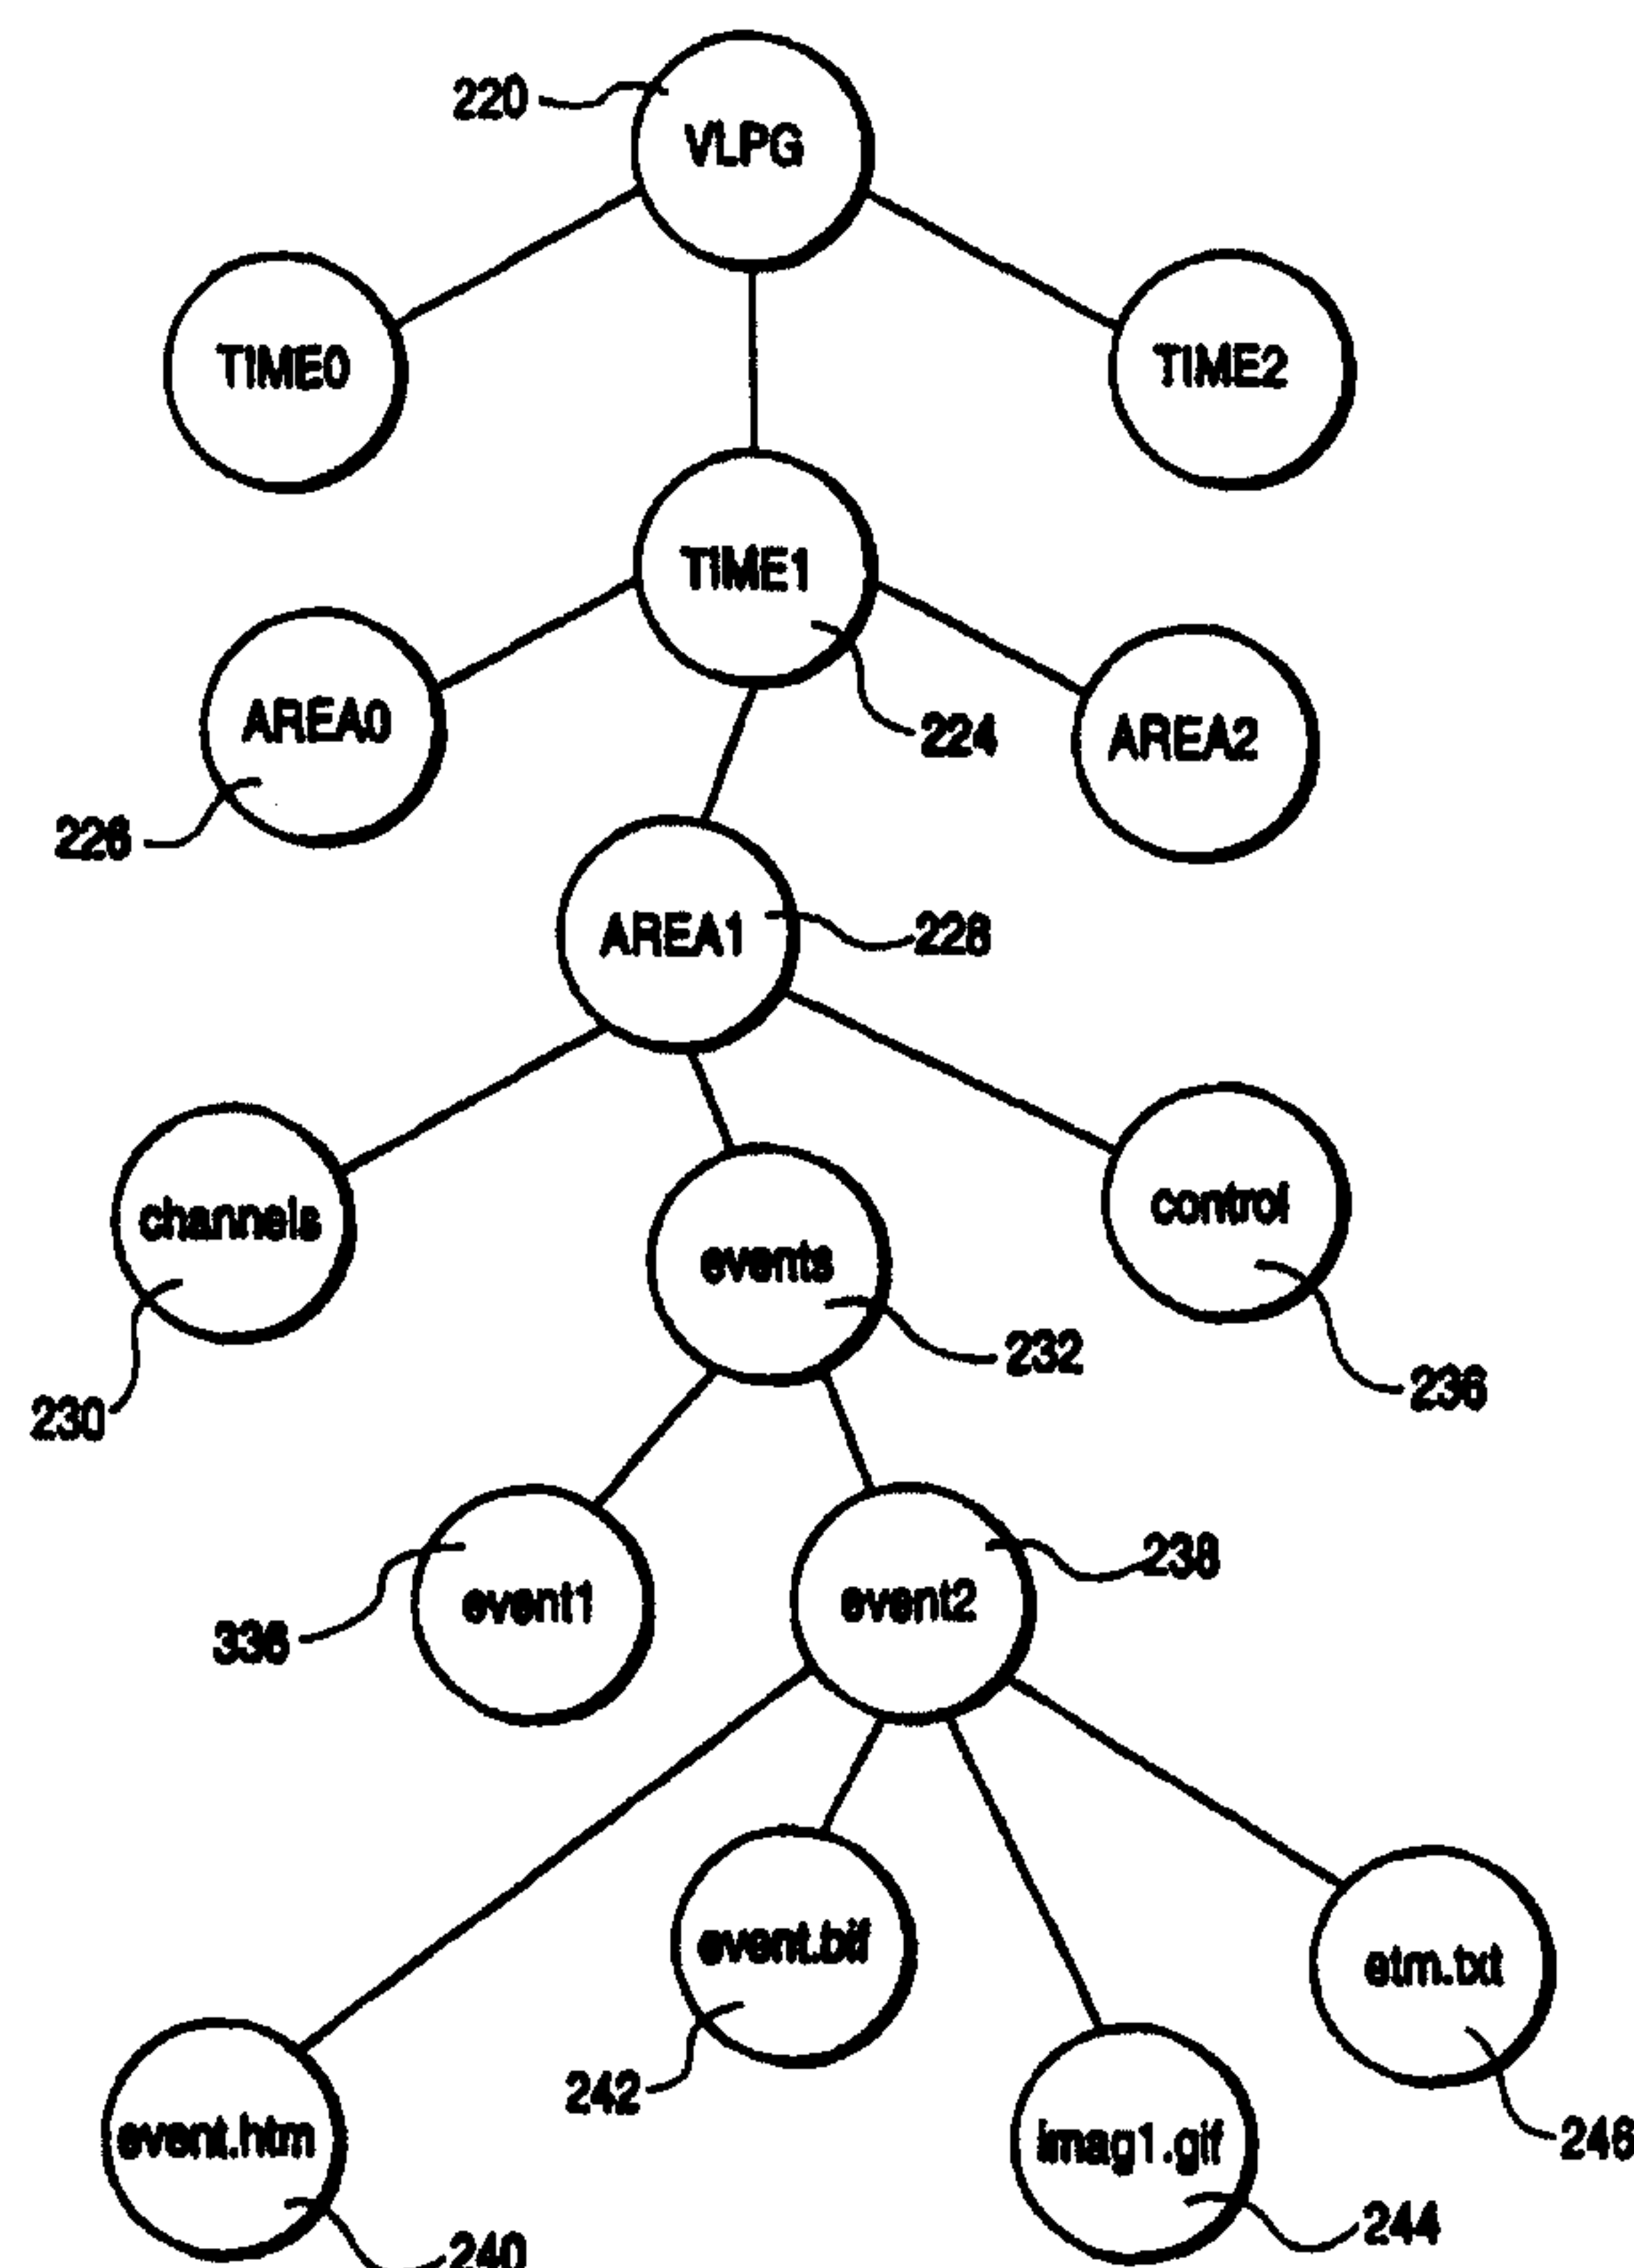 220
VLPG
TIME0
TIME2
TIME1
224
AREA0
AREA2
226
AREA1
228
channels
control
events
232
236
230
event1
event2
238
336
event.bif
etm.txt
242
event.htm
imag1.gif
246
244
240